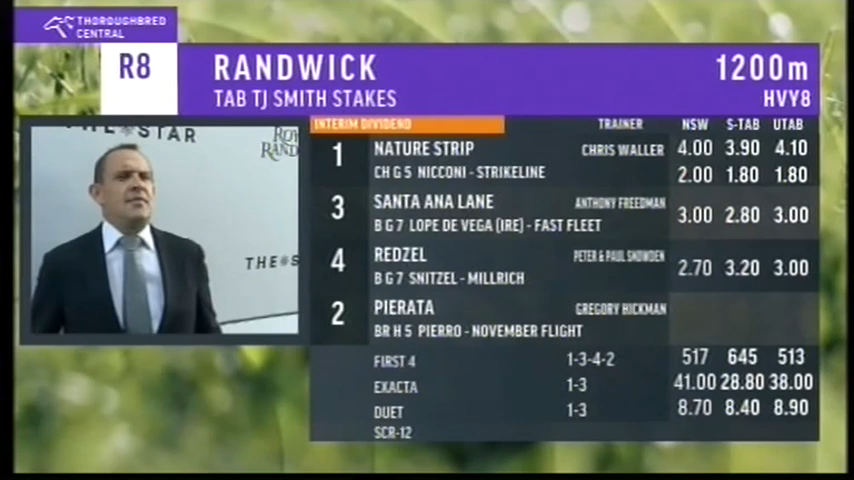 THOROUGHBRED
CENTRAL
R8
RANDWICK
1200m
TAB TJ SMITH STAKES
HVY8
THE STAR
ROY
RAND
THE S
INTERIM DIVIDEND TRAINER NSW S-TAB UTAB
1 NATURE STRIP CHRIS WALLER 4.00 3.90 4.10
CH G 5 NICCONI - STRIKELINE 2.00 1.80 1.80
3 SANTA ANA LANE ANTHONY FREEDMAN 3.00 2.80 3.00
B G 7 LOPE DE VEGA (IRE) - FAST FLEET
4 REDZEL PETER & PAUL SNOWDEN 2.70 3.20 3.00
B G 7 SNITZEL - MILLRICH
2 PIERATA GREGORY HICKMAN
BR H 5 PIERRO - NOVEMBER FLIGHT
FIRST 4 1-3-4-2 517 645 513
EXACTA 1-3 41.00 28.80 38.00
DUET 1-3 8.70 8.40 8.90
SCR-12